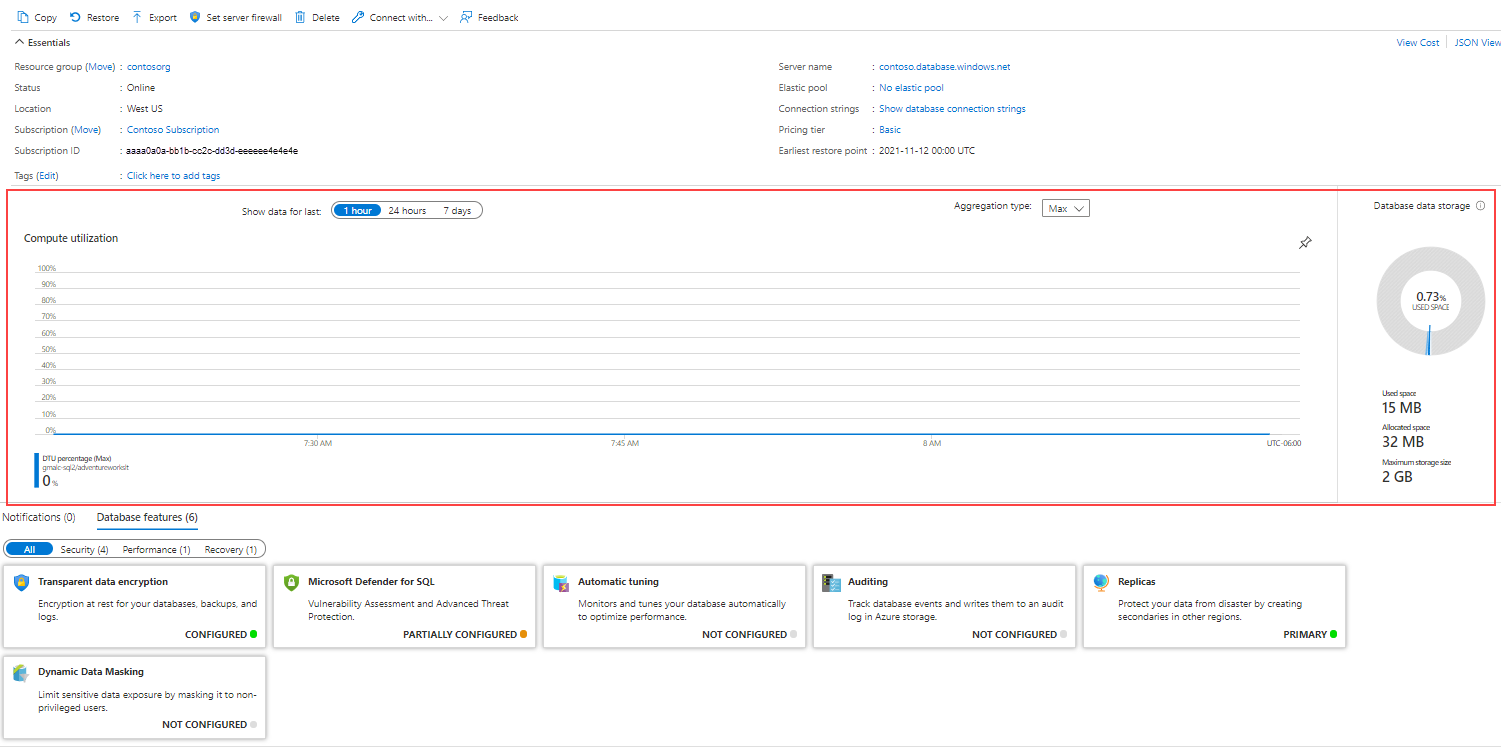 Copy Restore Export Set server firewall Delete Connect with... Feedback
Essentials
View Cost JSON View
Resource group (Move) : contosorg
Status : Online
Location : West US
Subscription (Move) : Contoso Subscription
Subscription ID : aaaa0a0a-bb1b-cc2c-dd3d-eeeeee4e4e4e
Tags (Edit) : Click here to add tags
Server name : contoso.database.windows.net
Elastic pool : No elastic pool
Connection strings : Show database connection strings
Pricing tier : Basic
Earliest restore point : 2021-11-12 00:00 UTC
Show data for last: 1 hour 24 hours 7 days
Aggregation type: Max
Compute utilization
100%
90%
80%
70%
60%
50%
40%
30%
20%
10%
0%
7:30 AM 7:45 AM 8 AM UTC-06:00
DTU percentage (Max)
gmalc-sql2/adventureworkslt
0 %
Database data storage
0.73%
USED SPACE
Used space
15 MB
Allocated space
32 MB
Maximum storage size
2 GB
Notifications (0) Database features (6)
All Security (4) Performance (1) Recovery (1)
Transparent data encryption
Encryption at rest for your databases, backups, and
logs.
CONFIGURED
Microsoft Defender for SQL
Vulnerability Assessment and Advanced Threat
Protection.
PARTIALLY CONFIGURED
Automatic tuning
Monitors and tunes your database automatically
to optimize performance.
NOT CONFIGURED
Auditing
Track database events and writes them to an audit
log in Azure storage.
NOT CONFIGURED
Replicas
Protect your data from disaster by creating
secondaries in other regions.
PRIMARY
Dynamic Data Masking
Limit sensitive data exposure by masking it to non-
privileged users.
NOT CONFIGURED